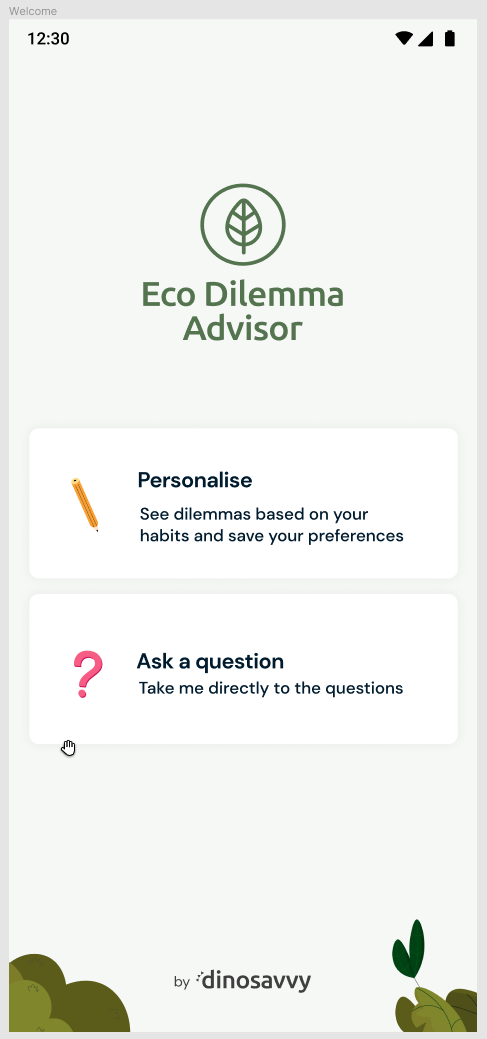 Welcome
12:30
Eco Dilemma
Advisor
Personalise
See dilemmas based on your
habits and save your preferences
Ask a question
Take me directly to the questions
by dinosavvy